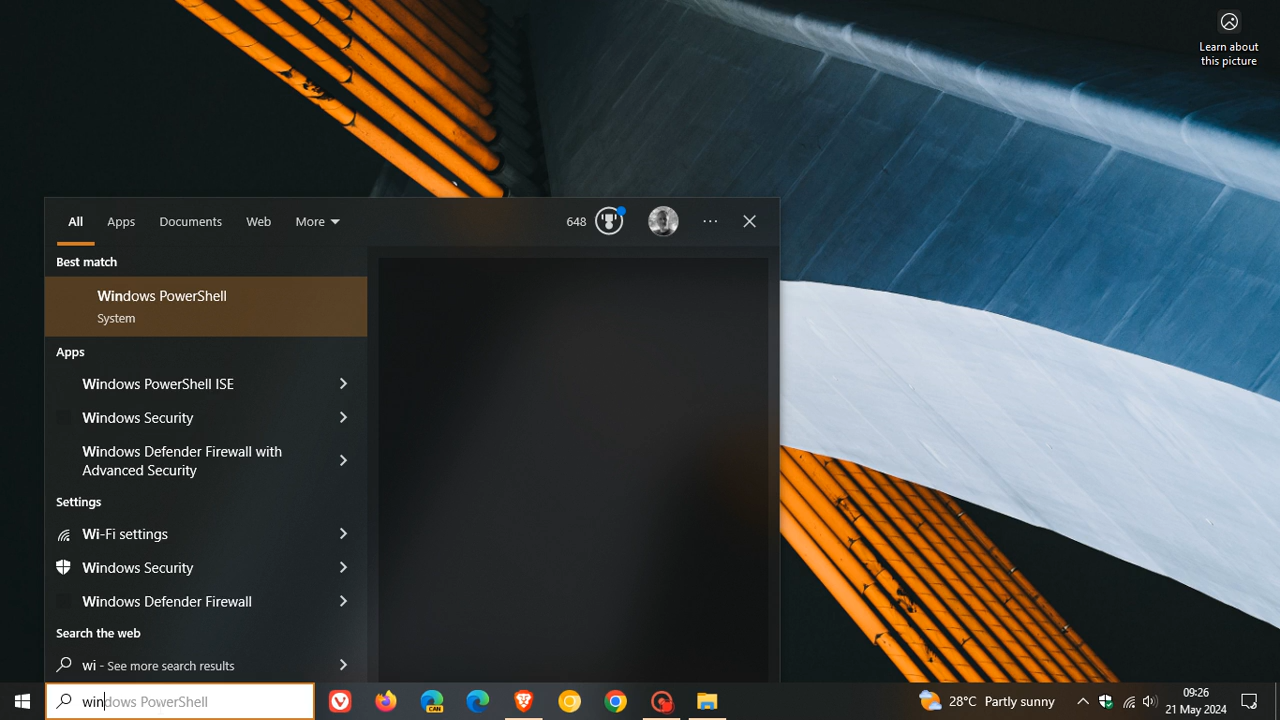 Learn about
this picture
All
Apps
Documents
Web
More
648
Best match
Windows PowerShell
System
Apps
Windows PowerShell ISE
Windows Security
Windows Defender Firewall with
Advanced Security
Settings
Wi-Fi settings
Windows Security
Windows Defender Firewall
Search the web
wi - See more search results
windows PowerShell
CAN
28°C Partly sunny
09:26
21 May 2024